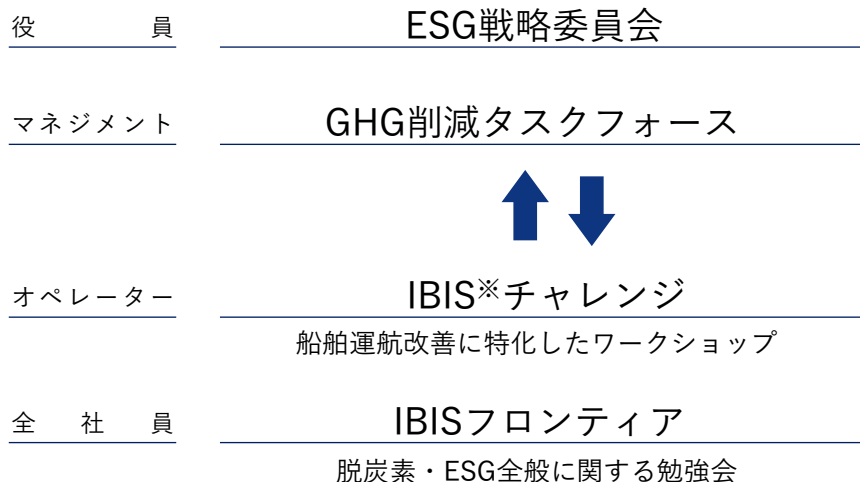 役員 ESG戦略委員会
マネジメント GHG削減タスクフォース
オペレーター IBIS※チャレンジ
船舶運航改善に特化したワークショップ
全社員 IBISフロンティア
脱炭素・ESG全般に関する勉強会